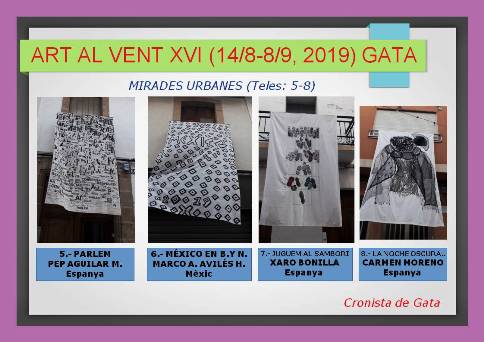 ART AL VENT XVI (14/8-8/9, 2019) GATA
MIRADES URBANES (Teles: 5-8)
5.- PARLEM
PEP AGUILAR M.
Espanya
6.- MÉXICO EN B.Y N.
MARCO A. AVILÉS H.
Mèxic
7.- JUGUEM AL SAMBORI
XARO BONILLA
Espanya
8.- LA NOCHE OSCURA..
CARMEN MORENO
Espanya
Cronista de Gata